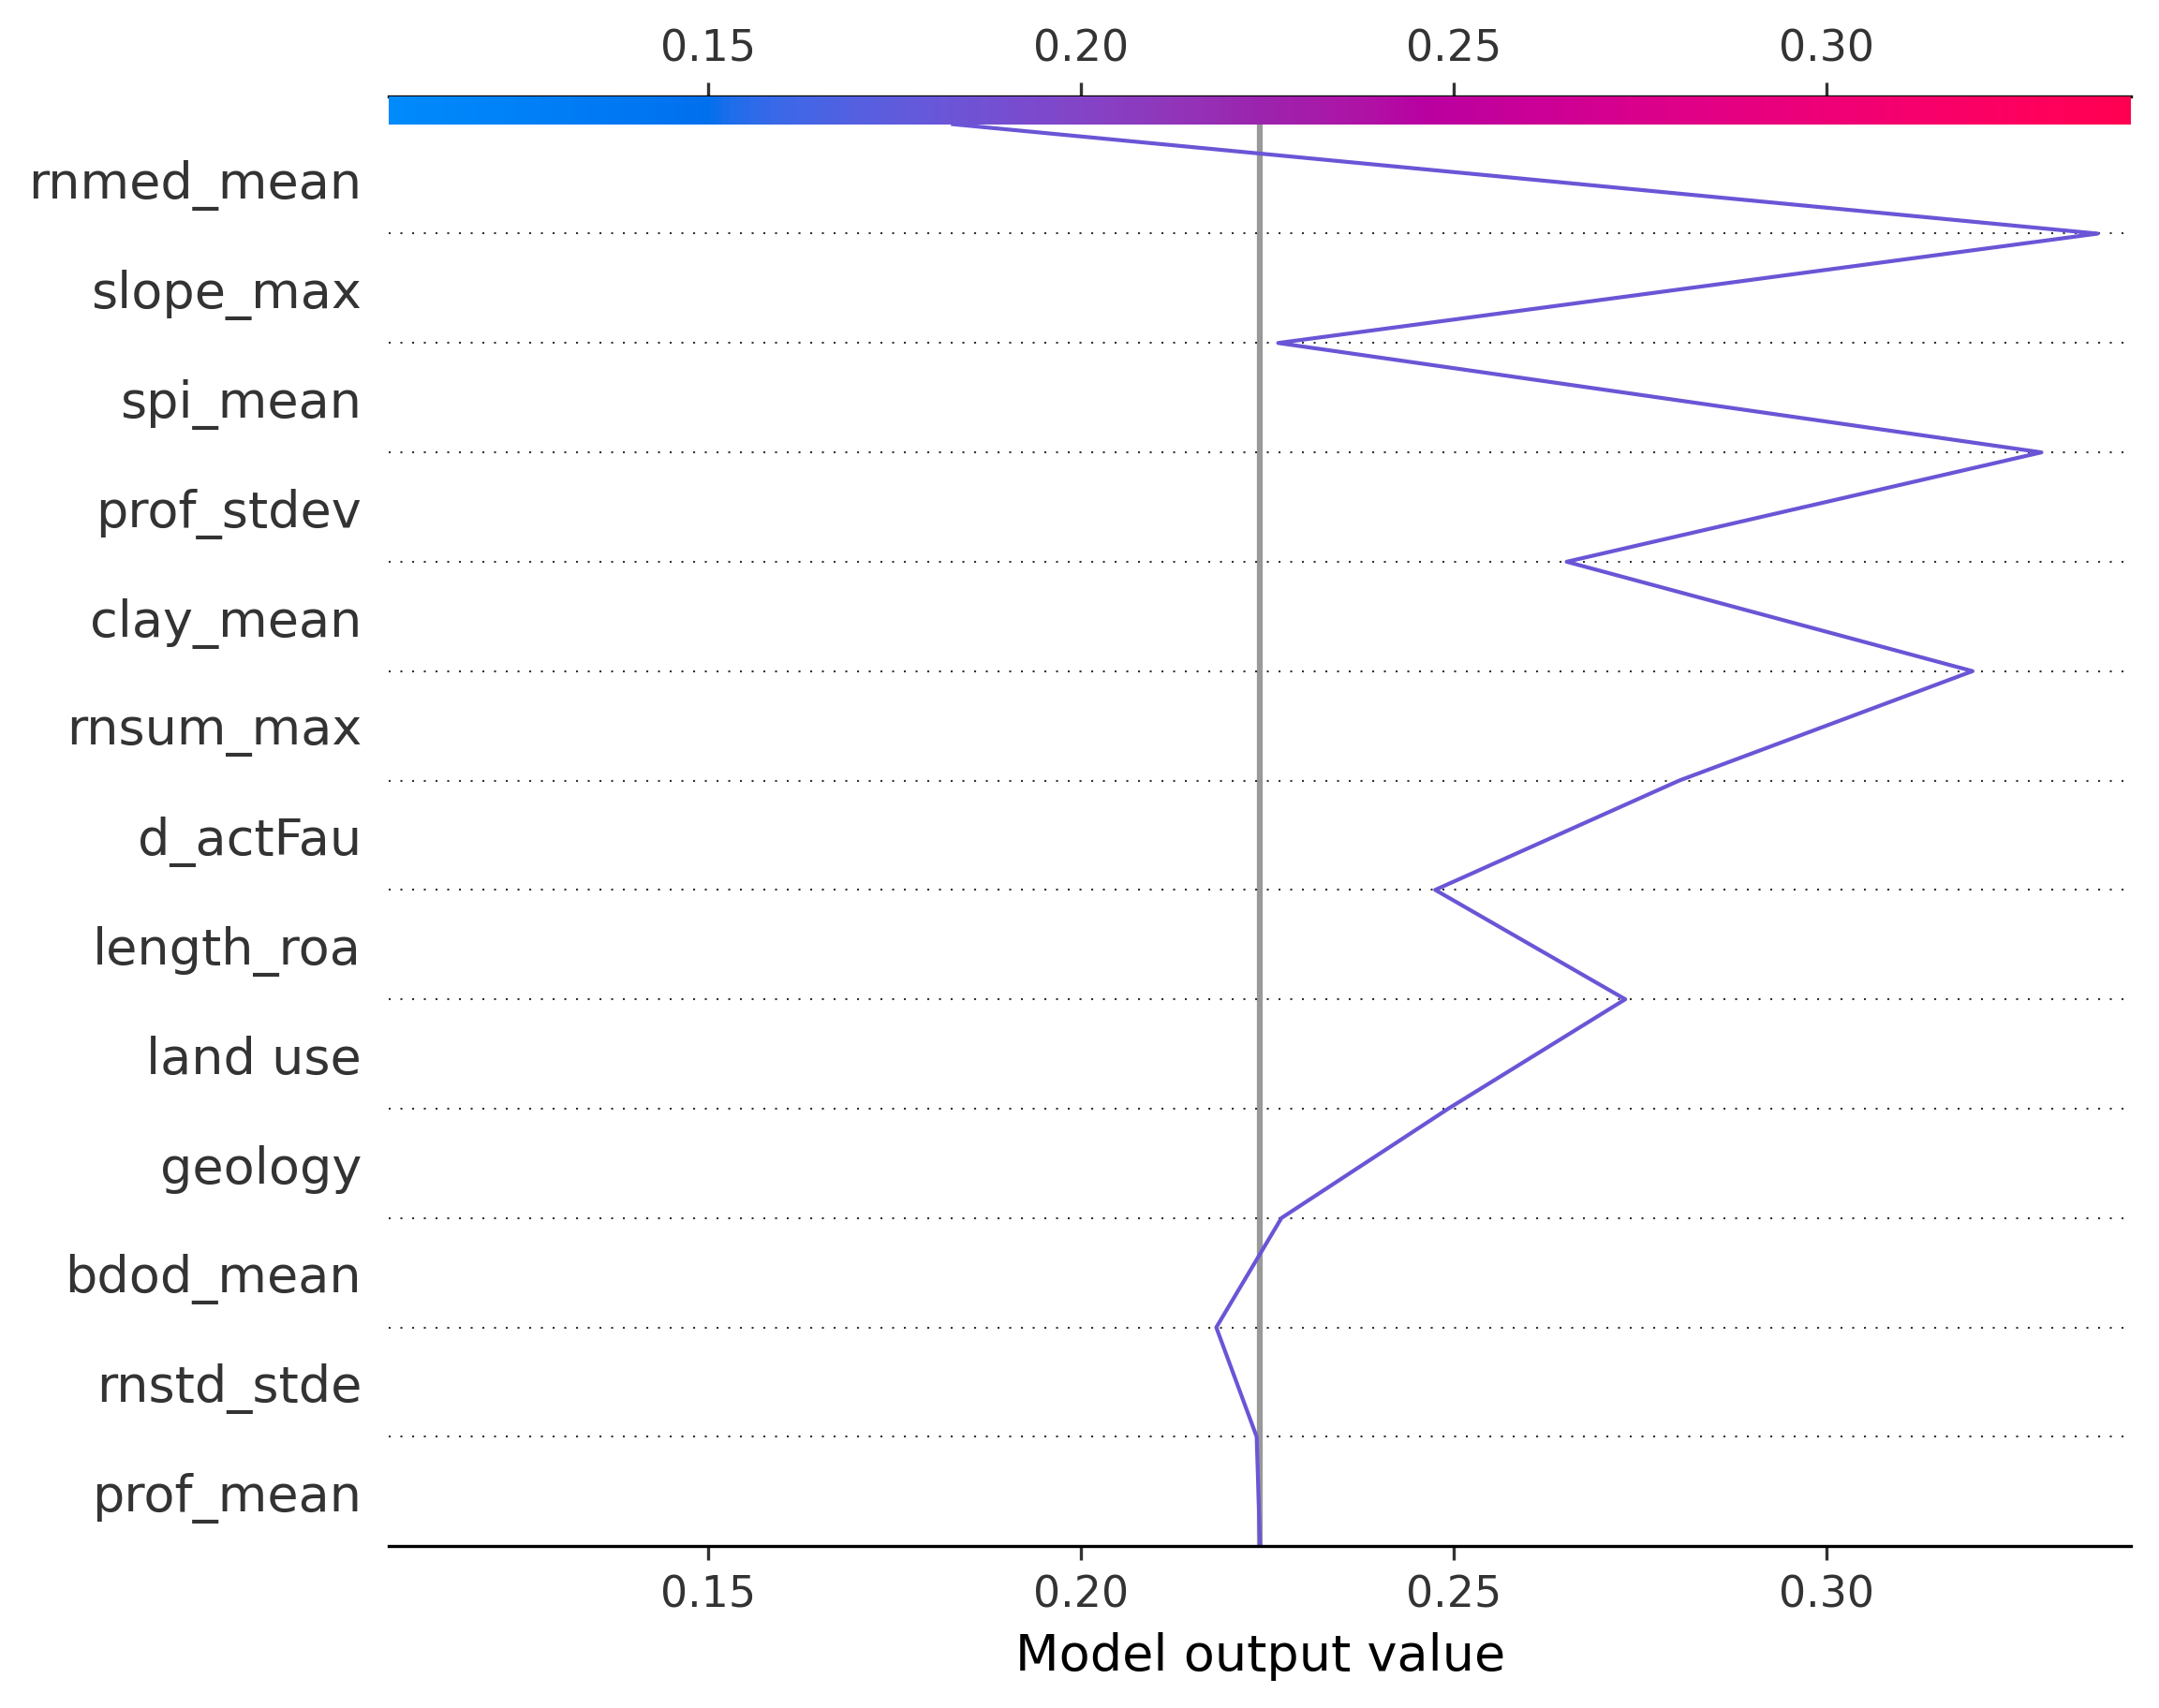 0.15 0.20 0.25 0.30
rnmed_mean
slope_max
spi_mean
prof_stdev
clay_mean
rnsum_max
d_actFau
length_roa
land use
geology
bdod_mean
rnstd_stde
prof_mean
0.15 0.20 0.25 0.30
Model output value